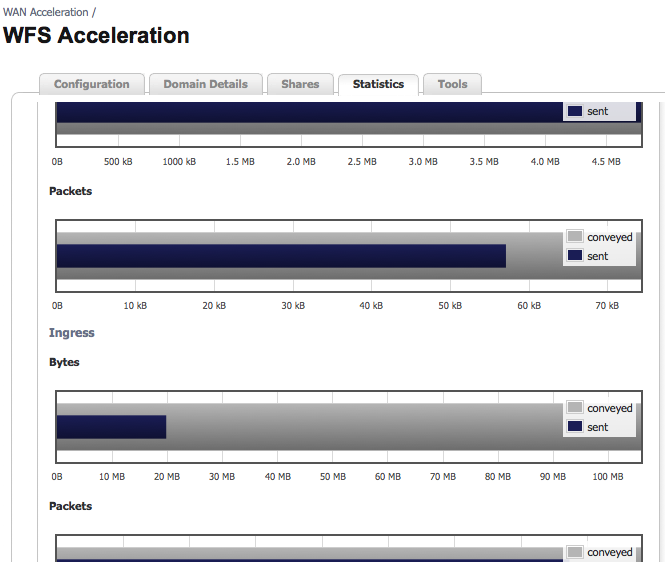 WAN Acceleration /
WFS Acceleration
Configuration Domain Details Shares Statistics Tools
sent
0B 500 kB 1000 kB 1.5 MB 2.0 MB 2.5 MB 3.0 MB 3.5 MB 4.0 MB 4.5 MB
Packets
conveyed
sent
0B 10 kB 20 kB 30 kB 40 kB 50 kB 60 kB 70 kB
Ingress
Bytes
conveyed
sent
0B 10 MB 20 MB 30 MB 40 MB 50 MB 60 MB 70 MB 80 MB 90 MB 100 MB
Packets
conveyed